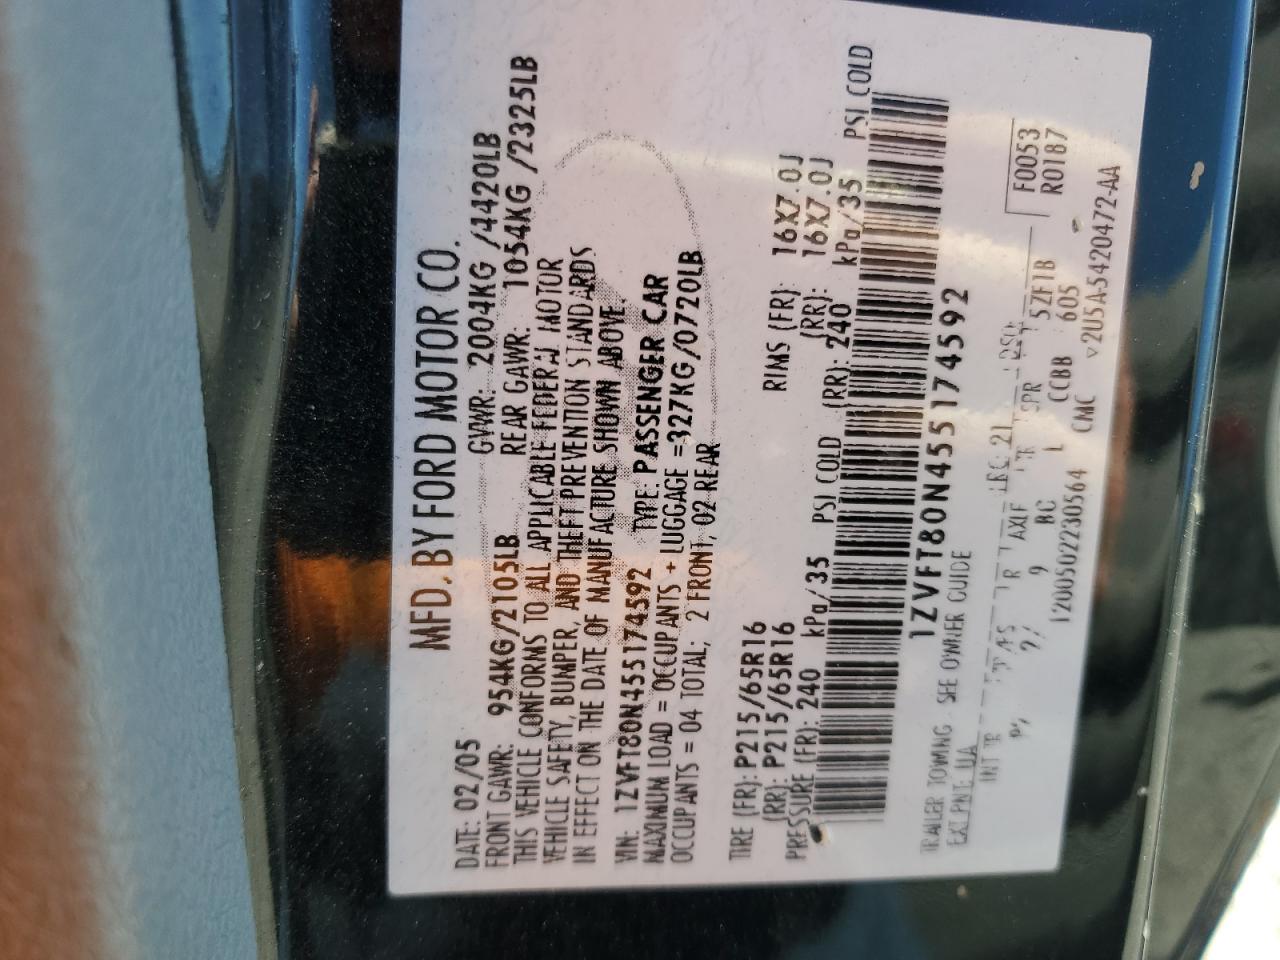 MFD. BY FORD MOTOR CO.
DATE: 02/05 GVWR: 2004KG /4420LB
FRONT GAWR: 954KG/2105LB REAR GAWR: 1054KG /2325LB
THIS VEHICLE CONFORMS TO ALL APPLICABLE FEDERAL MOTOR
VEHICLE SAFETY, BUMPER, AND THEFT PREVENTION STANDARDS
IN EFFECT ON THE DATE OF MANUFACTURE SHOWN ABOVE.
VIN: 1ZVFT80N455174592 TYPE: PASSENGER CAR
MAXIMUM LOAD = OCCUPANTS + LUGGAGE =327KG/0720LB
OCCUPANTS = 04 TOTAL; 2 FRONT, 02 REAR
TIRE (FR): P215/65R16 RIMS (FR): 16X7.0J
(RR): P215/65R16 (RR): 16X7.0J
PRESSURE (FR): 240 kPa/35 PSI COLD (RR): 240 kPa/35 PSI COLD
1ZVFT80N455174592
TRAILER TOWING SEE OWNER GUIDE
EXT PNT: UA F0053
R0187
INT TR R AXLE TR SPR 5ZF1B
9 BC L CCBB 605
12005022230564 CMC v2U5A-5420472-AA